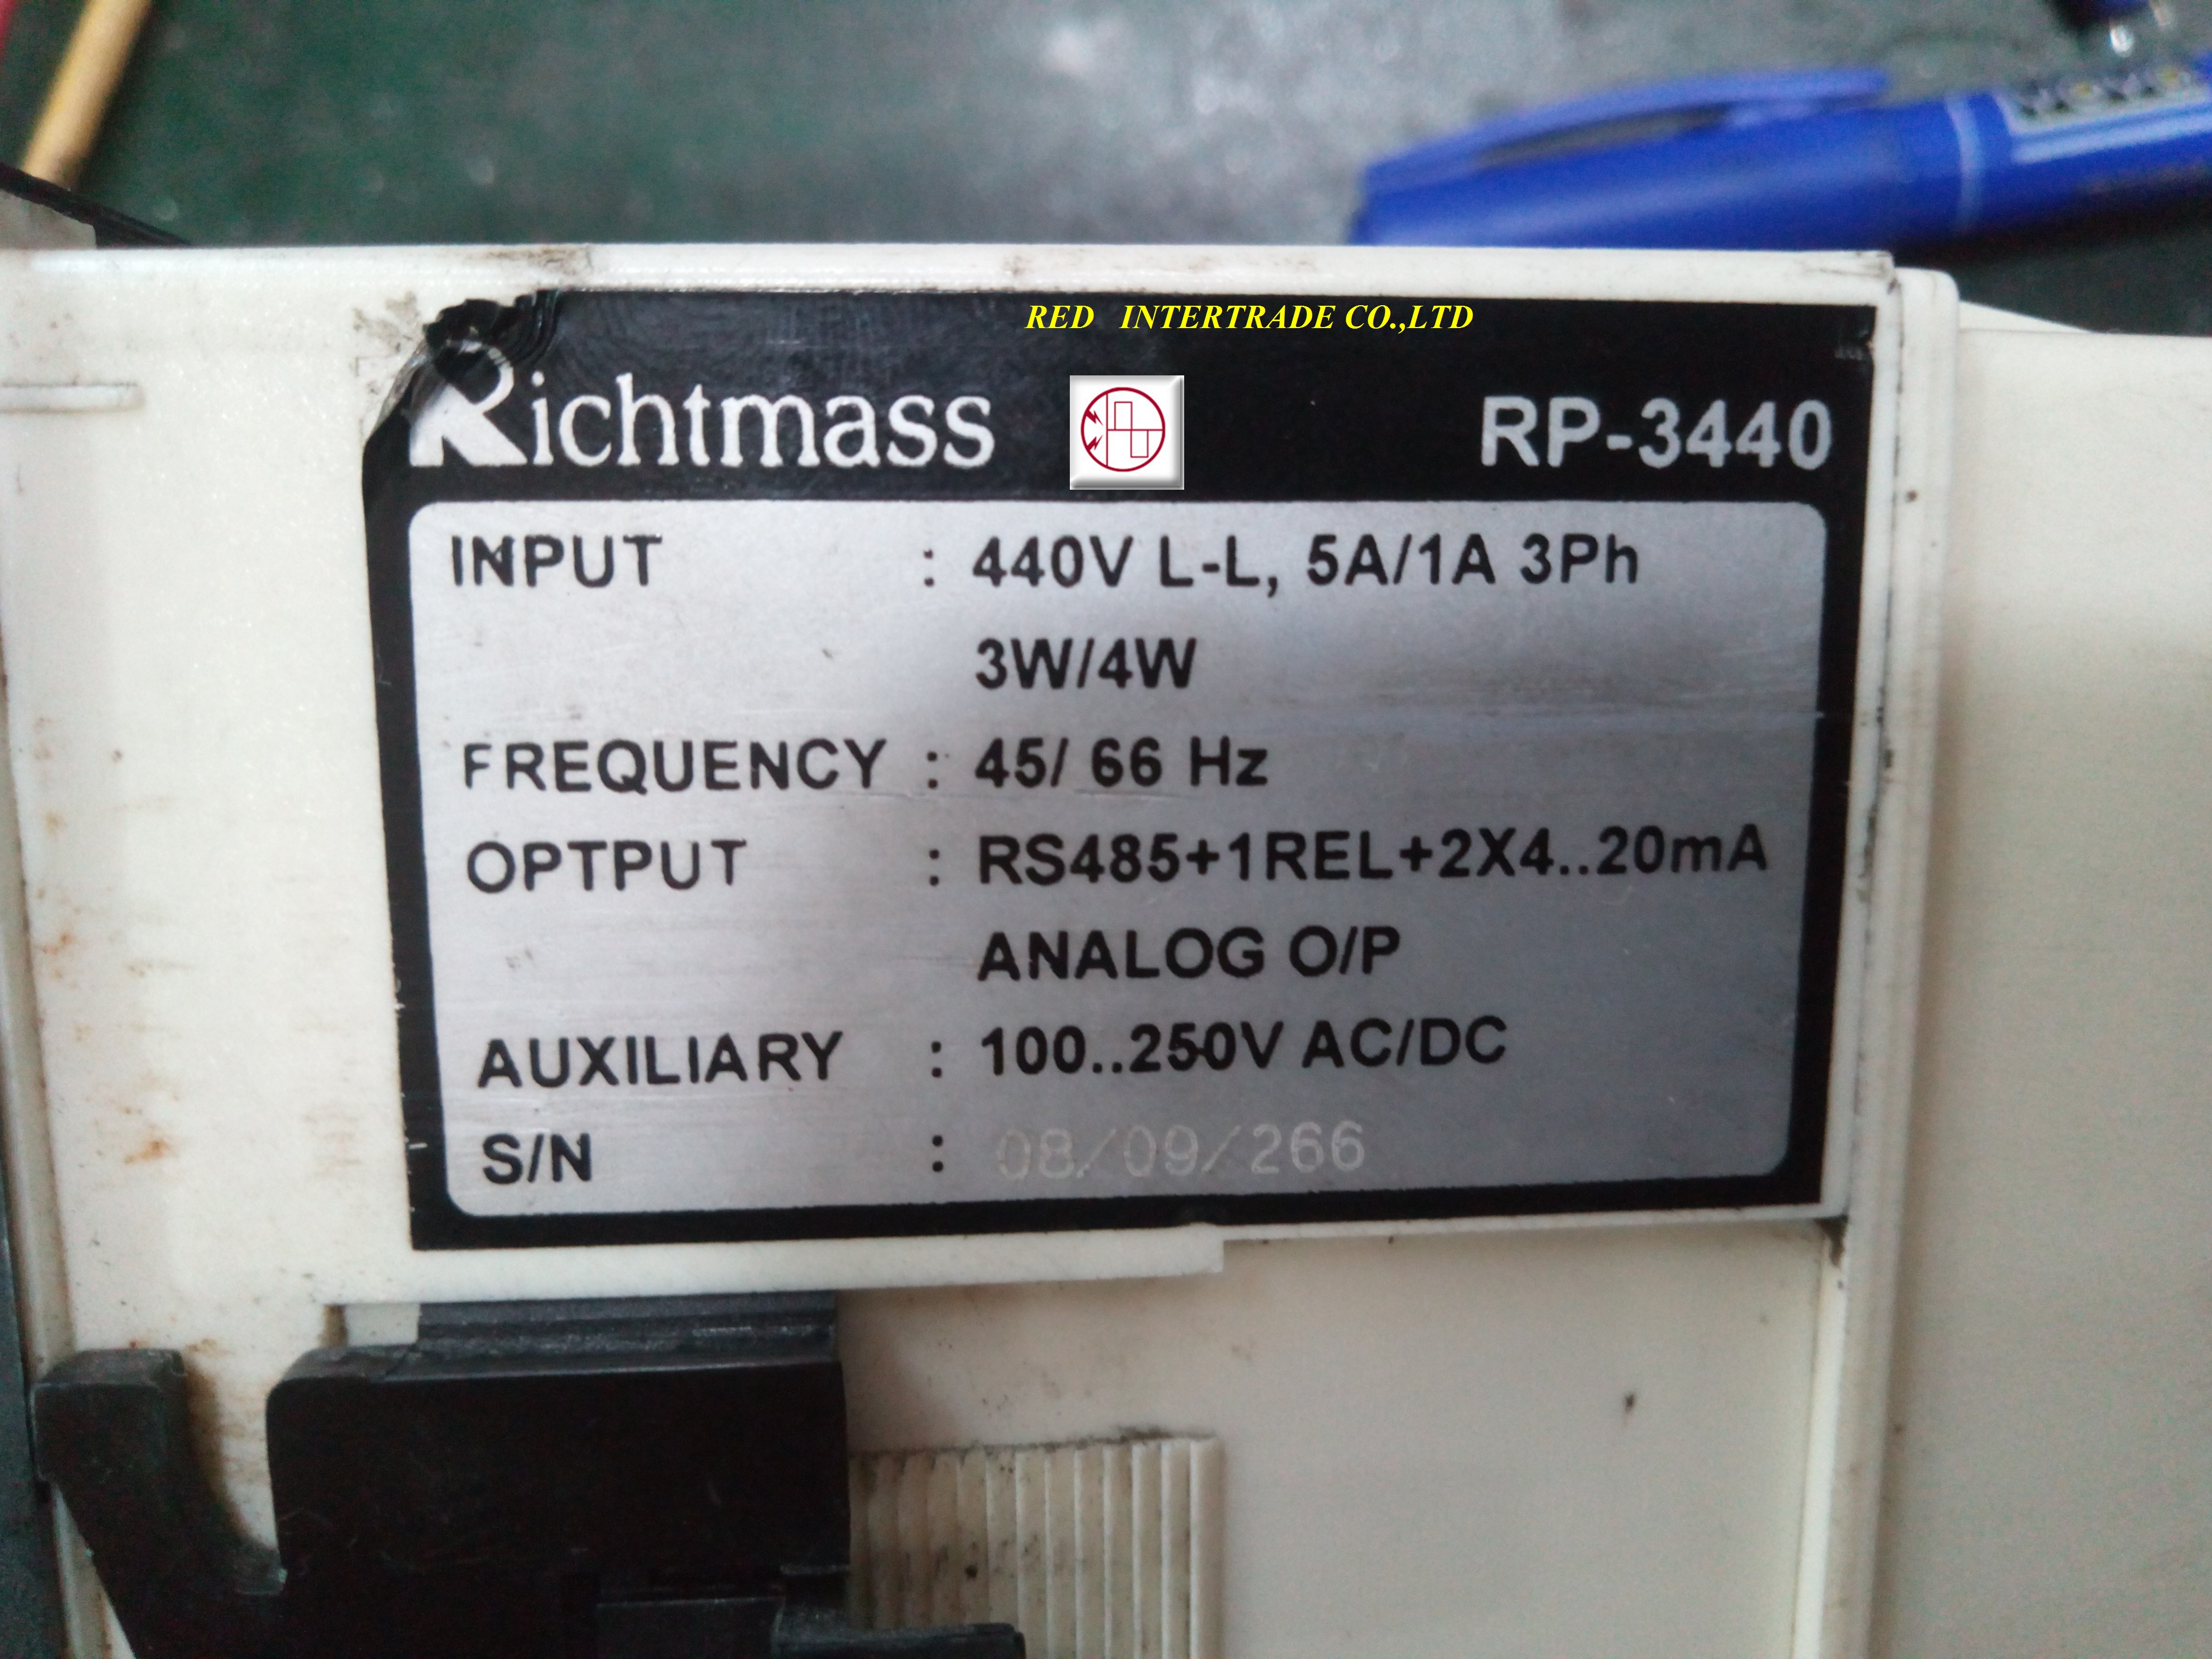 RED INTERTRADE CO.,LTD
Richtmass RP-3440
INPUT : 440V L-L, 5A/1A 3Ph
3W/4W
FREQUENCY : 45/ 66 Hz
OPTPUT : RS485+1REL+2X4..20mA
ANALOG O/P
AUXILIARY : 100..250V AC/DC
S/N : 08/09/266